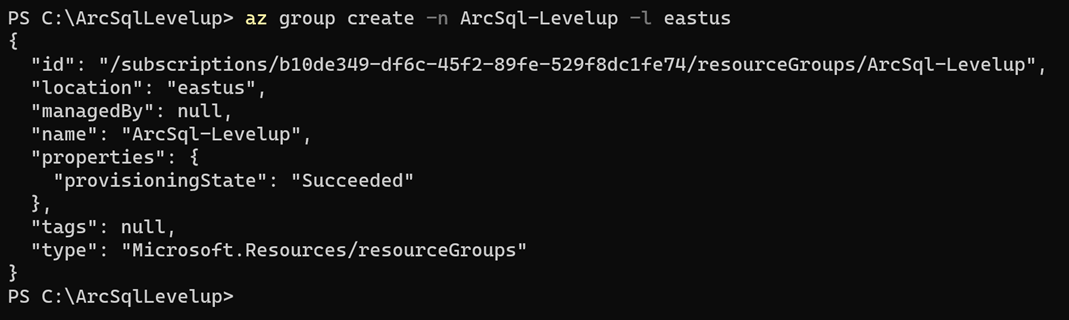 PS C:\ArcSqlLevelup> az group create -n ArcSql-Levelup -l eastus
{
  "id": "/subscriptions/b10de349-df6c-45f2-89fe-529f8dc1fe74/resourceGroups/ArcSql-Levelup",
  "location": "eastus",
  "managedBy": null,
  "name": "ArcSql-Levelup",
  "properties": {
    "provisioningState": "Succeeded"
  },
  "tags": null,
  "type": "Microsoft.Resources/resourceGroups"
}
PS C:\ArcSqlLevelup>